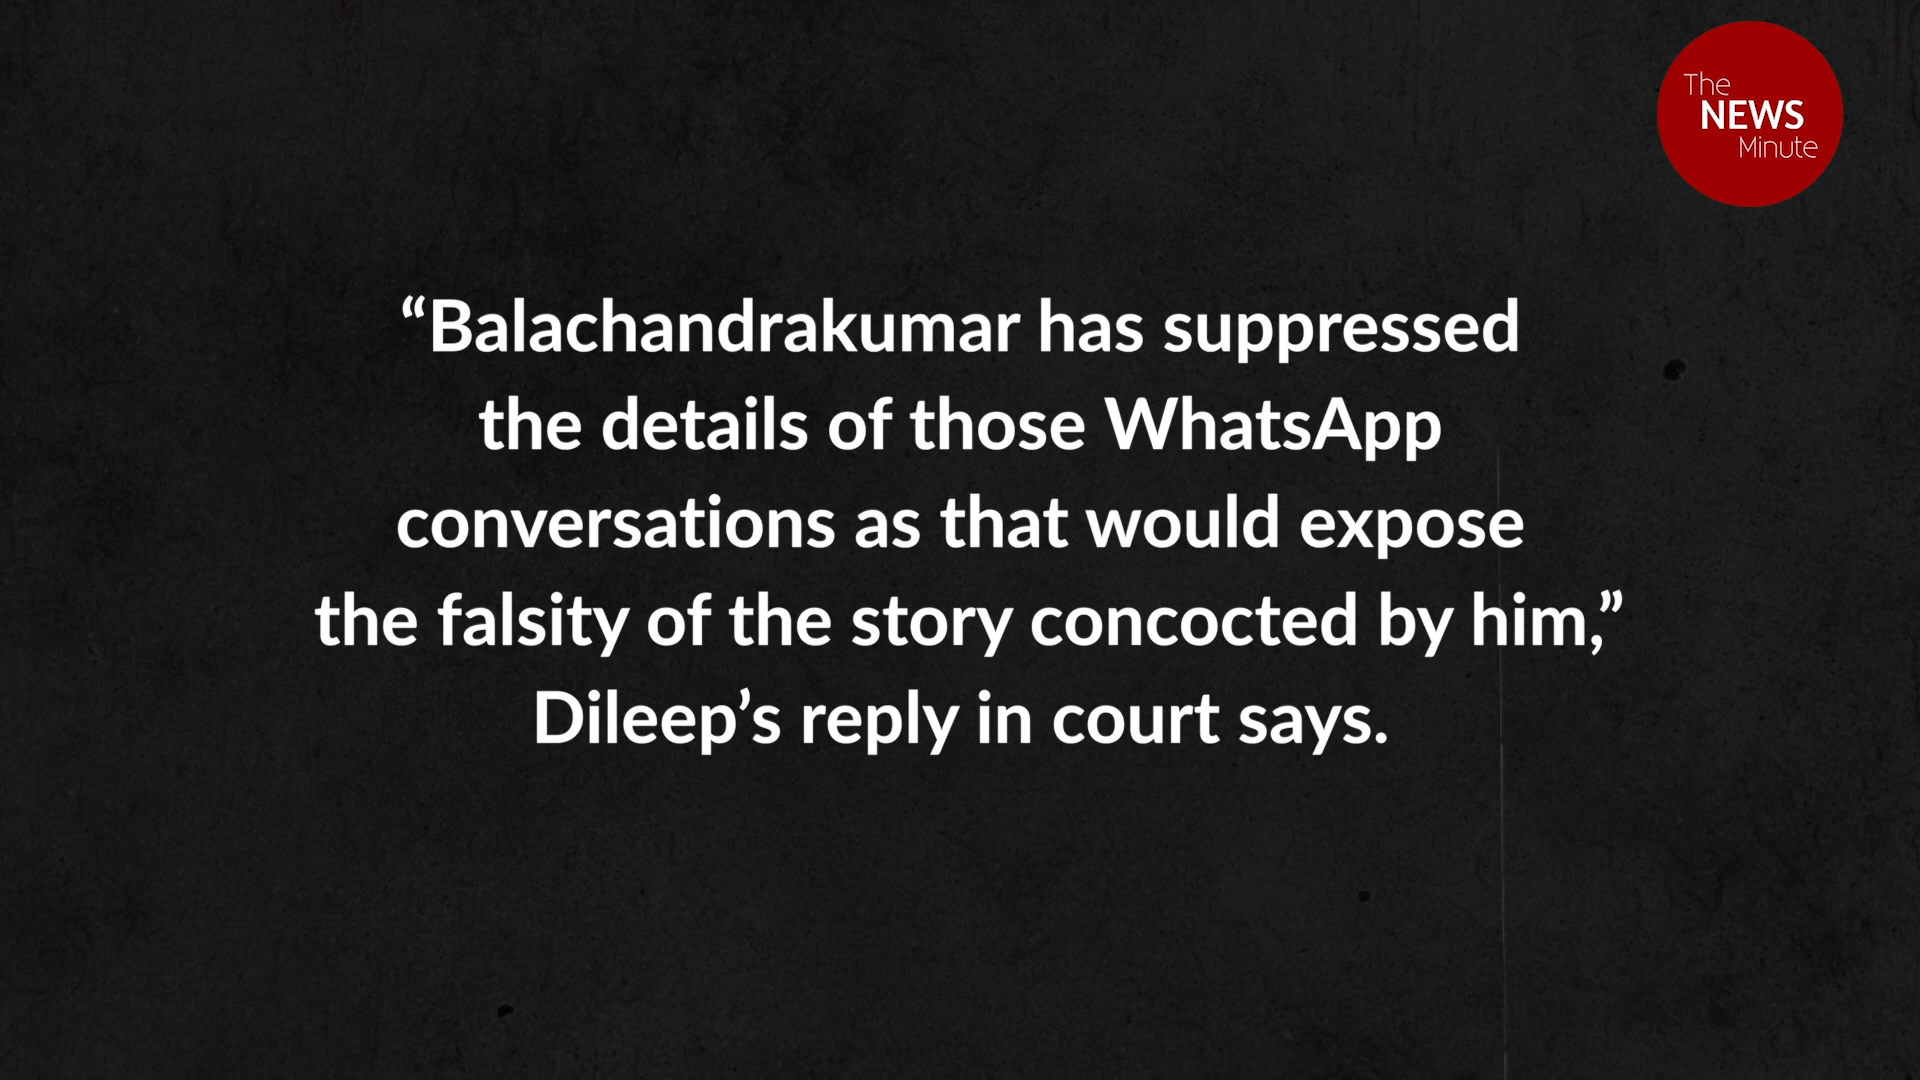 The
NEWS
Minute
“Balachandrakumar has suppressed
the details of those WhatsApp
conversations as that would expose
the falsity of the story concocted by him,”
Dileep’s reply in court says.